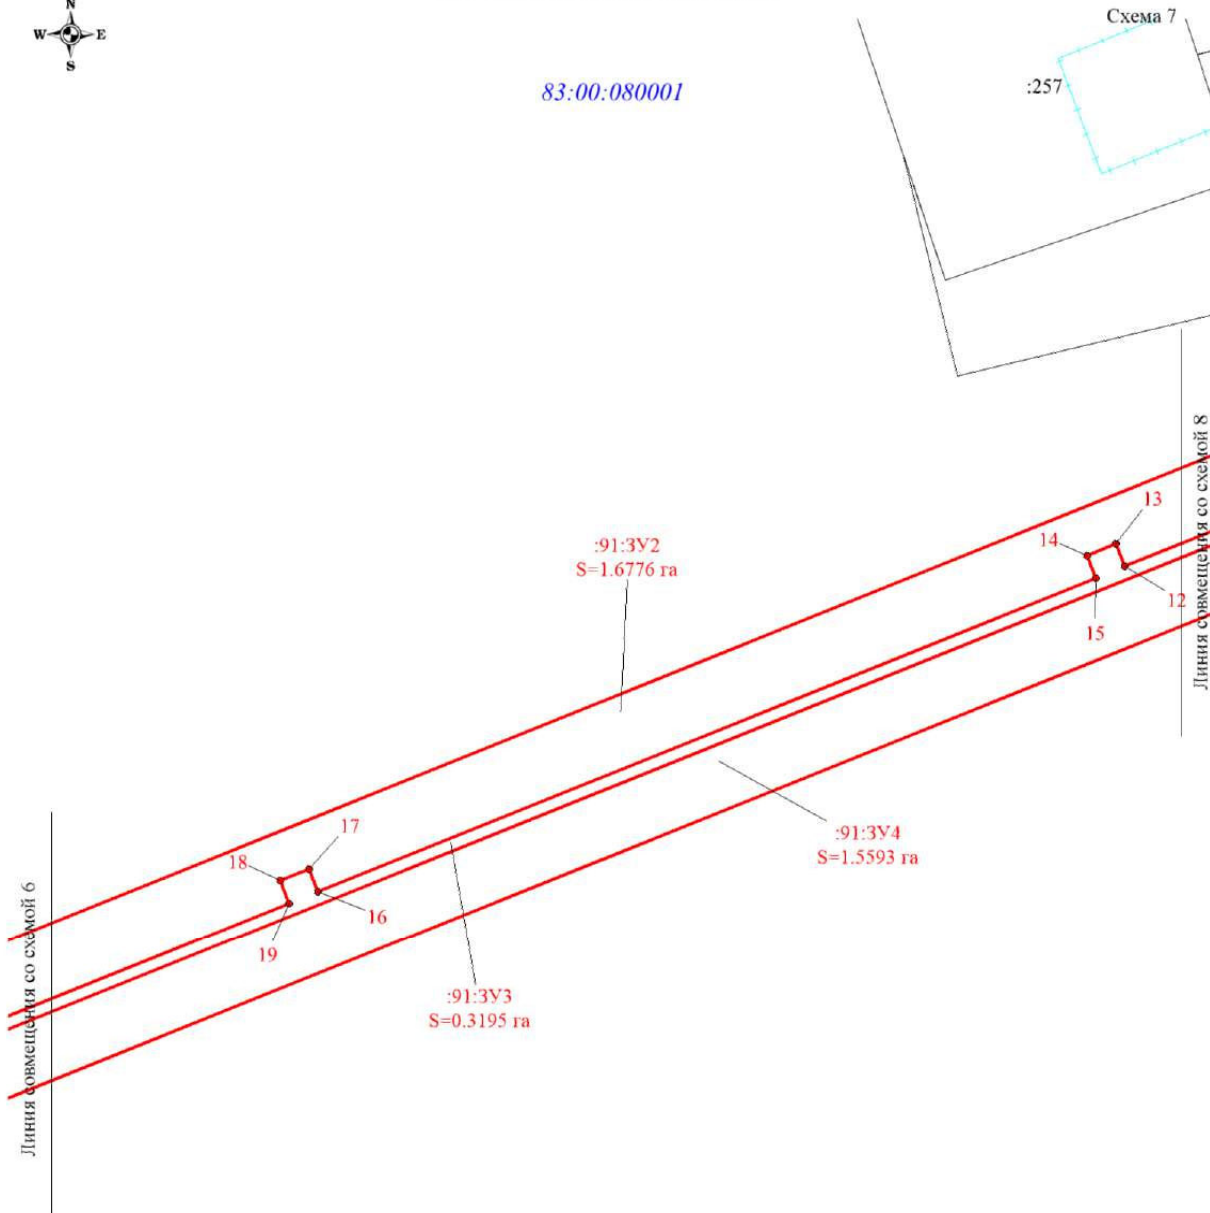 N
W E
S
Схема 7
83:00:080001
:257
Линия совмещения со схемой 8
13
14
12
15
:91:ЗУ2
S=1.6776 га
:91:ЗУ4
S=1.5593 га
17
18
16
19
Линия совмещения со схемой 6
:91:ЗУ3
S=0.3195 га